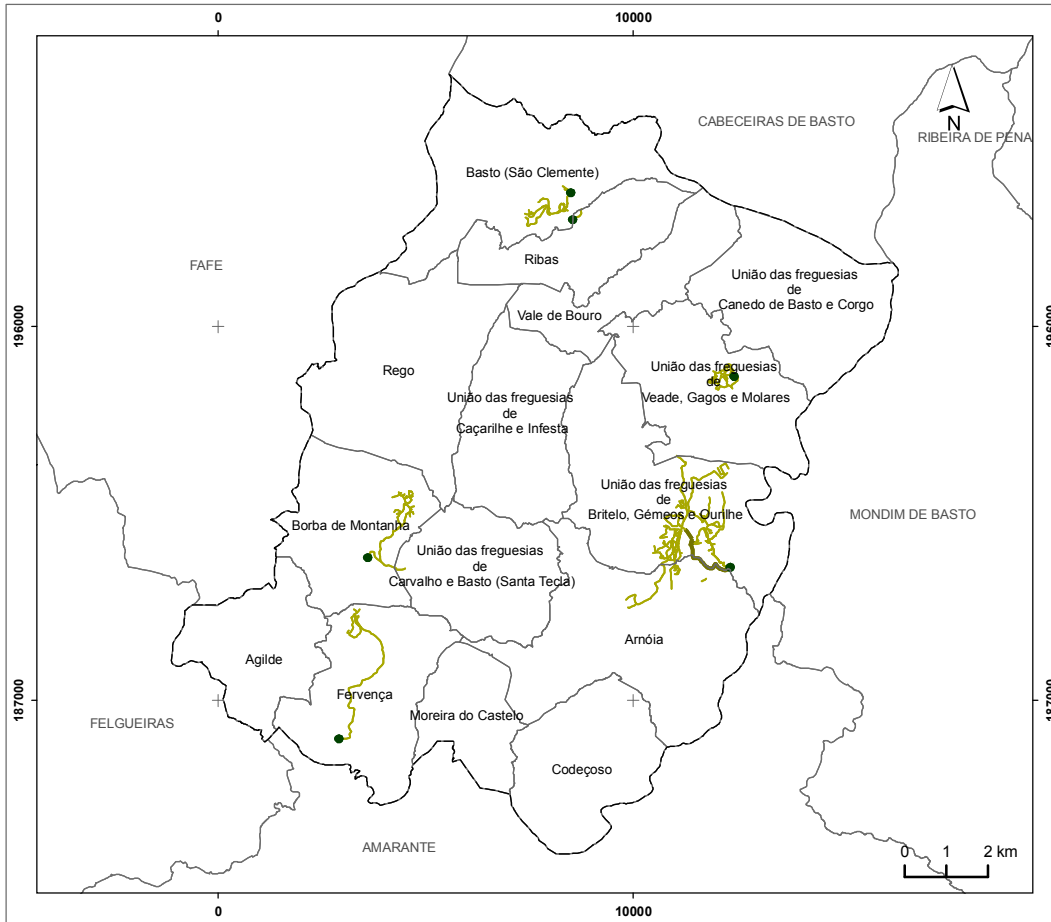 0
10000
CABECEIRAS DE BASTO
N
RIBEIRA DE PENA
Basto (São Clemente)
FAFE
Ribas
União das freguesias
de
Canedo de Basto e Corgo
196000
196000
Vale de Bouro
Rego
União das freguesias
de
Veade, Gagos e Molares
União das freguesias
de
Caçarilhe e Infesta
União das freguesias
de
Britelo, Gémeos e Ourilhe
MONDIM DE BASTO
Borba de Montanha
União das freguesias
de
Carvalho e Basto (Santa Tecla)
Arnóia
Agilde
Fervença
187000
187000
FELGUEIRAS
Moreira do Castelo
Codeçoso
AMARANTE
0 1 2 km
0
10000